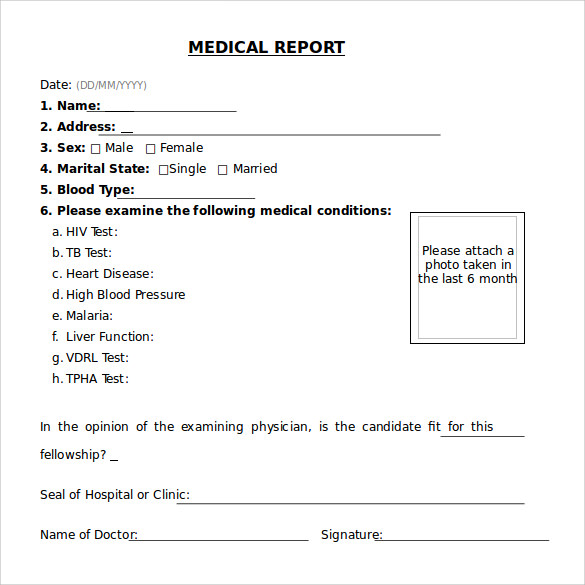 MEDICAL REPORT
Date: (DD/MM/YYYY)
1. Name: _____
2. Address: __
3. Sex: □ Male □ Female
4. Marital State: □Single □ Married
5. Blood Type:
6. Please examine the following medical conditions:
a. HIV Test:
b. TB Test:
c. Heart Disease:
d. High Blood Pressure
e. Malaria:
f. Liver Function:
g. VDRL Test:
h. TPHA Test:
Please attach a
photo taken in
the last 6 month
In the opinion of the examining physician, is the candidate fit for this
fellowship? _
Seal of Hospital or Clinic:
Name of Doctor: Signature: